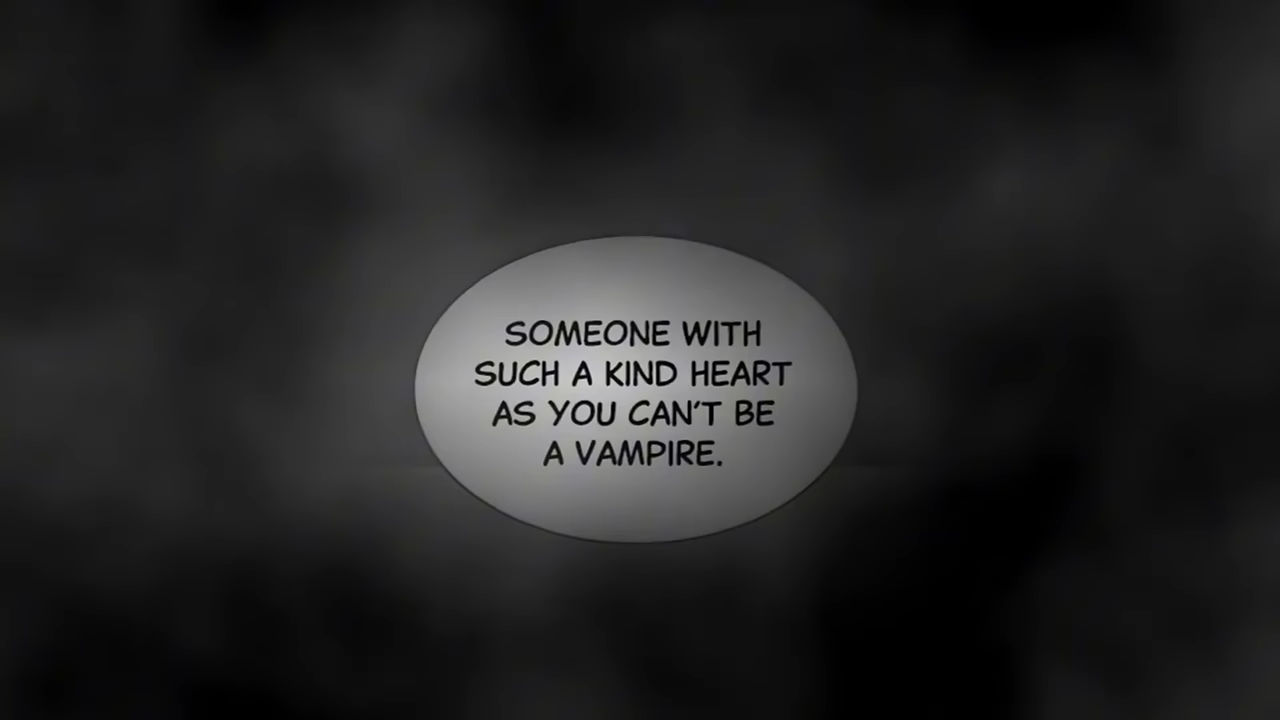 SOMEONE WITH
SUCH A KIND HEART
AS YOU CAN'T BE
A VAMPIRE.